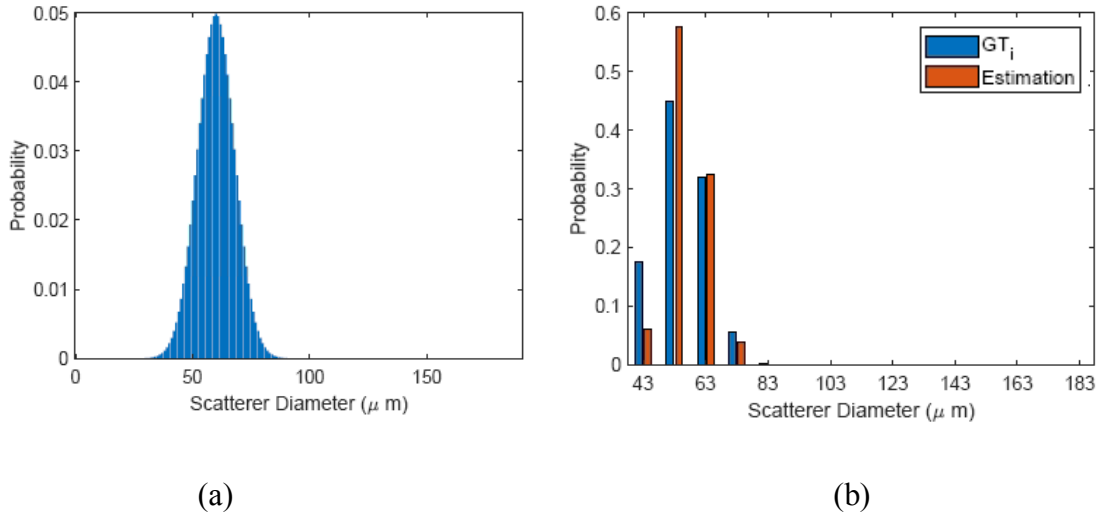 0.05
0.04
0.03
0.02
0.01
0
Probability
0 50 100 150
Scatterer Diameter (μ m)
(a)
0.6
0.5
0.4
0.3
0.2
0.1
0
Probability
GTi
Estimation
43 63 83 103 123 143 163 183
Scatterer Diameter (μ m)
(b)